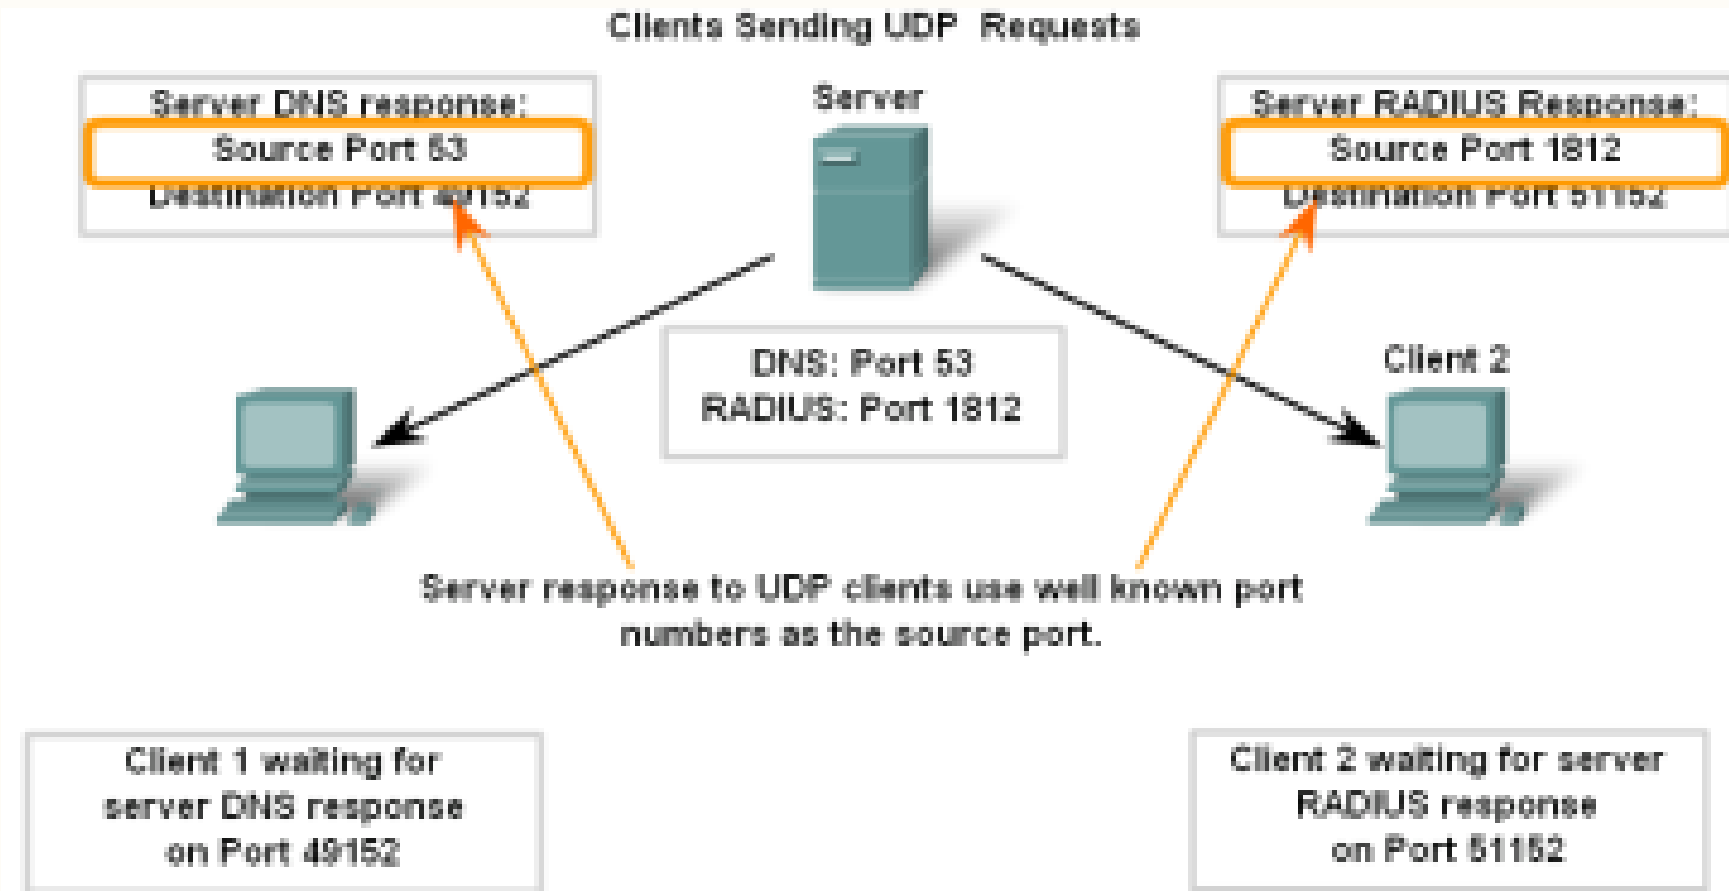 Clients Sending UDP Requests
Server DNS response:
Source Port 53
Destination Port 49152
Server
Server RADIUS Response:
Source Port 1812
Destination Port 51152
DNS: Port 53
RADIUS: Port 1812
Client 2
Server response to UDP clients use well known port
numbers as the source port.
Client 1 waiting for
server DNS response
on Port 49152
Client 2 waiting for server
RADIUS response
on Port 51152